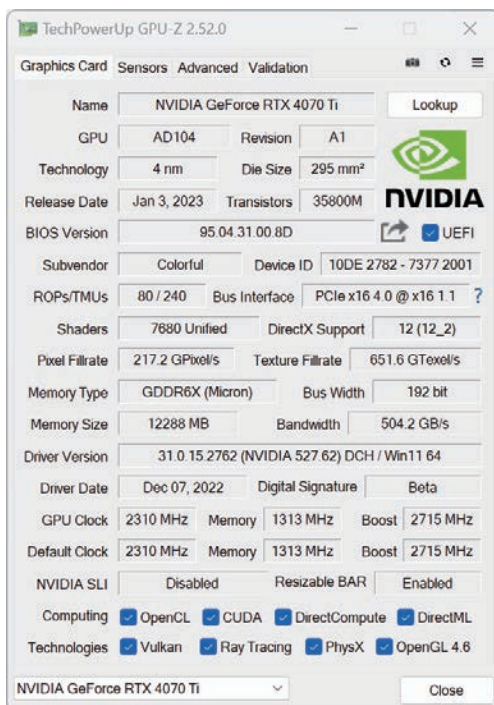 TechPowerUp GPU-Z 2.52.0
Graphics Card Sensors Advanced Validation
Name NVIDIA GeForce RTX 4070 Ti Lookup
GPU AD104 Revision A1
Technology 4 nm Die Size 295 mm²
Release Date Jan 3, 2023 Transistors 35800M
NVIDIA
BIOS Version 95.04.31.00.8D UEFI
Subvendor Colorful Device ID 10DE 2782 - 7377 2001
ROPs/TMUs 80 / 240 Bus Interface PCIe x16 4.0 @ x16 1.1 ?
Shaders 7680 Unified DirectX Support 12 (12_2)
Pixel Fillrate 217.2 GPixel/s Texture Fillrate 651.6 GTexel/s
Memory Type GDDR6X (Micron) Bus Width 192 bit
Memory Size 12288 MB Bandwidth 504.2 GB/s
Driver Version 31.0.15.2762 (NVIDIA 527.62) DCH / Win11 64
Driver Date Dec 07, 2022 Digital Signature Beta
GPU Clock 2310 MHz Memory 1313 MHz Boost 2715 MHz
Default Clock 2310 MHz Memory 1313 MHz Boost 2715 MHz
NVIDIA SLI Disabled Resizable BAR Enabled
Computing OpenCL CUDA DirectCompute DirectML
Technologies Vulkan Ray Tracing PhysX OpenGL 4.6
NVIDIA GeForce RTX 4070 Ti Close